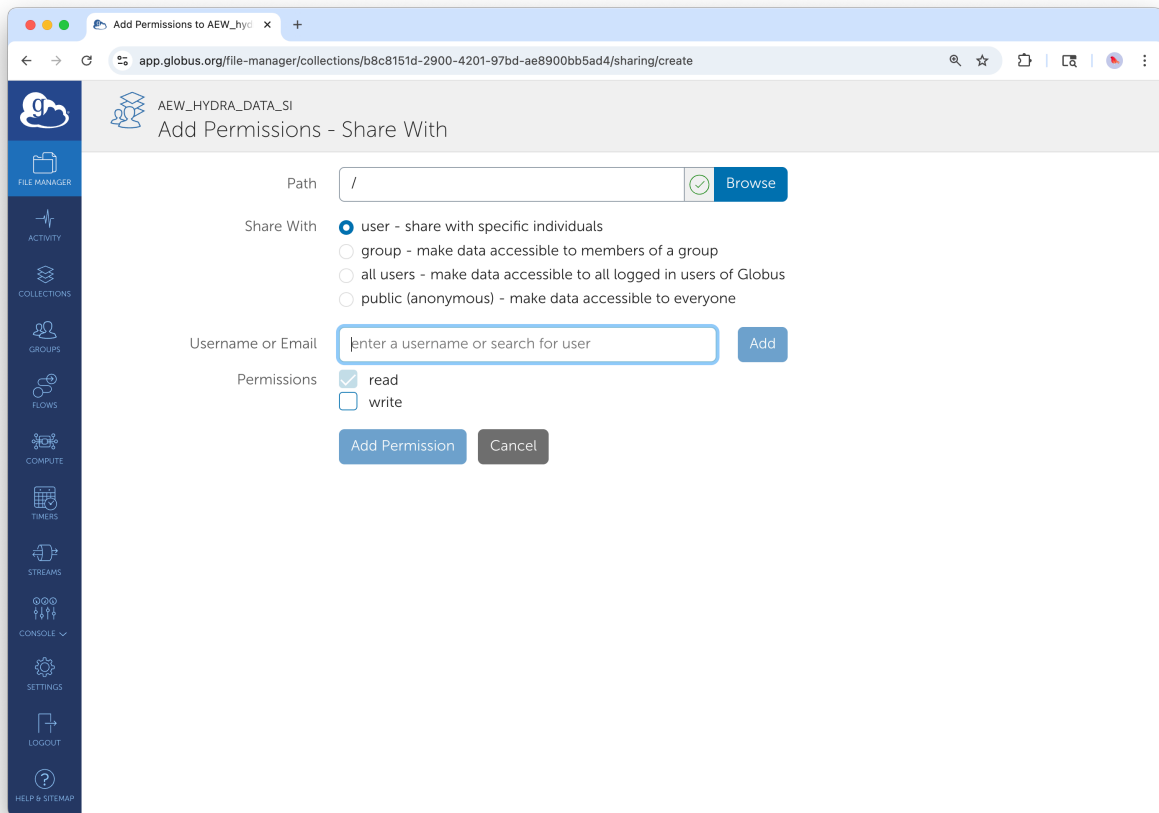 Add Permissions to AEW_hyd
app.globus.org/file-manager/collections/b8c8151d-2900-4201-97bd-ae8900bb5ad4/sharing/create
g
AEW_HYDRA_DATA_SI
Add Permissions - Share With
FILE MANAGER
ACTIVITY
COLLECTIONS
GROUPS
FLOWS
COMPUTE
TIMERS
STREAMS
CONSOLE
SETTINGS
LOGOUT
HELP & SITEMAP
Path / Browse
Share With user - share with specific individuals
group - make data accessible to members of a group
all users - make data accessible to all logged in users of Globus
public (anonymous) - make data accessible to everyone
Username or Email enter a username or search for user Add
Permissions read
write
Add Permission Cancel